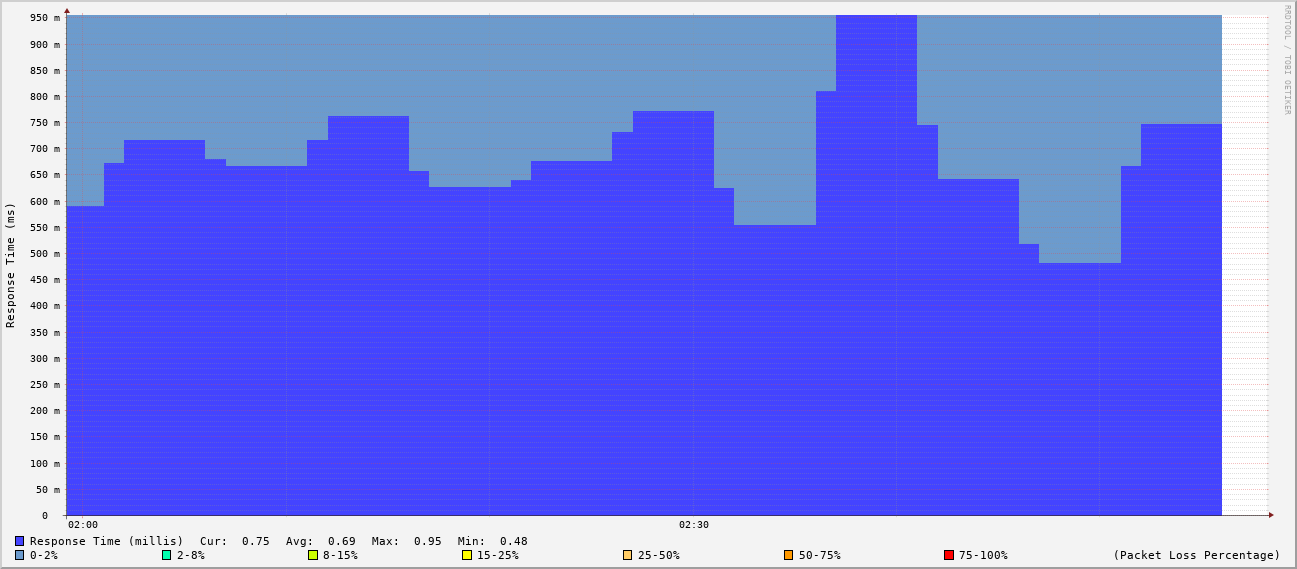 RRDTOOL / TOBI OETIKER
Response Time (ms)
950 m
900 m
850 m
800 m
750 m
700 m
650 m
600 m
550 m
500 m
450 m
400 m
350 m
300 m
250 m
200 m
150 m
100 m
50 m
0
02:00 02:30
Response Time (millis) Cur: 0.75 Avg: 0.69 Max: 0.95 Min: 0.48
0-2% 2-8% 8-15% 15-25% 25-50% 50-75% 75-100% (Packet Loss Percentage)